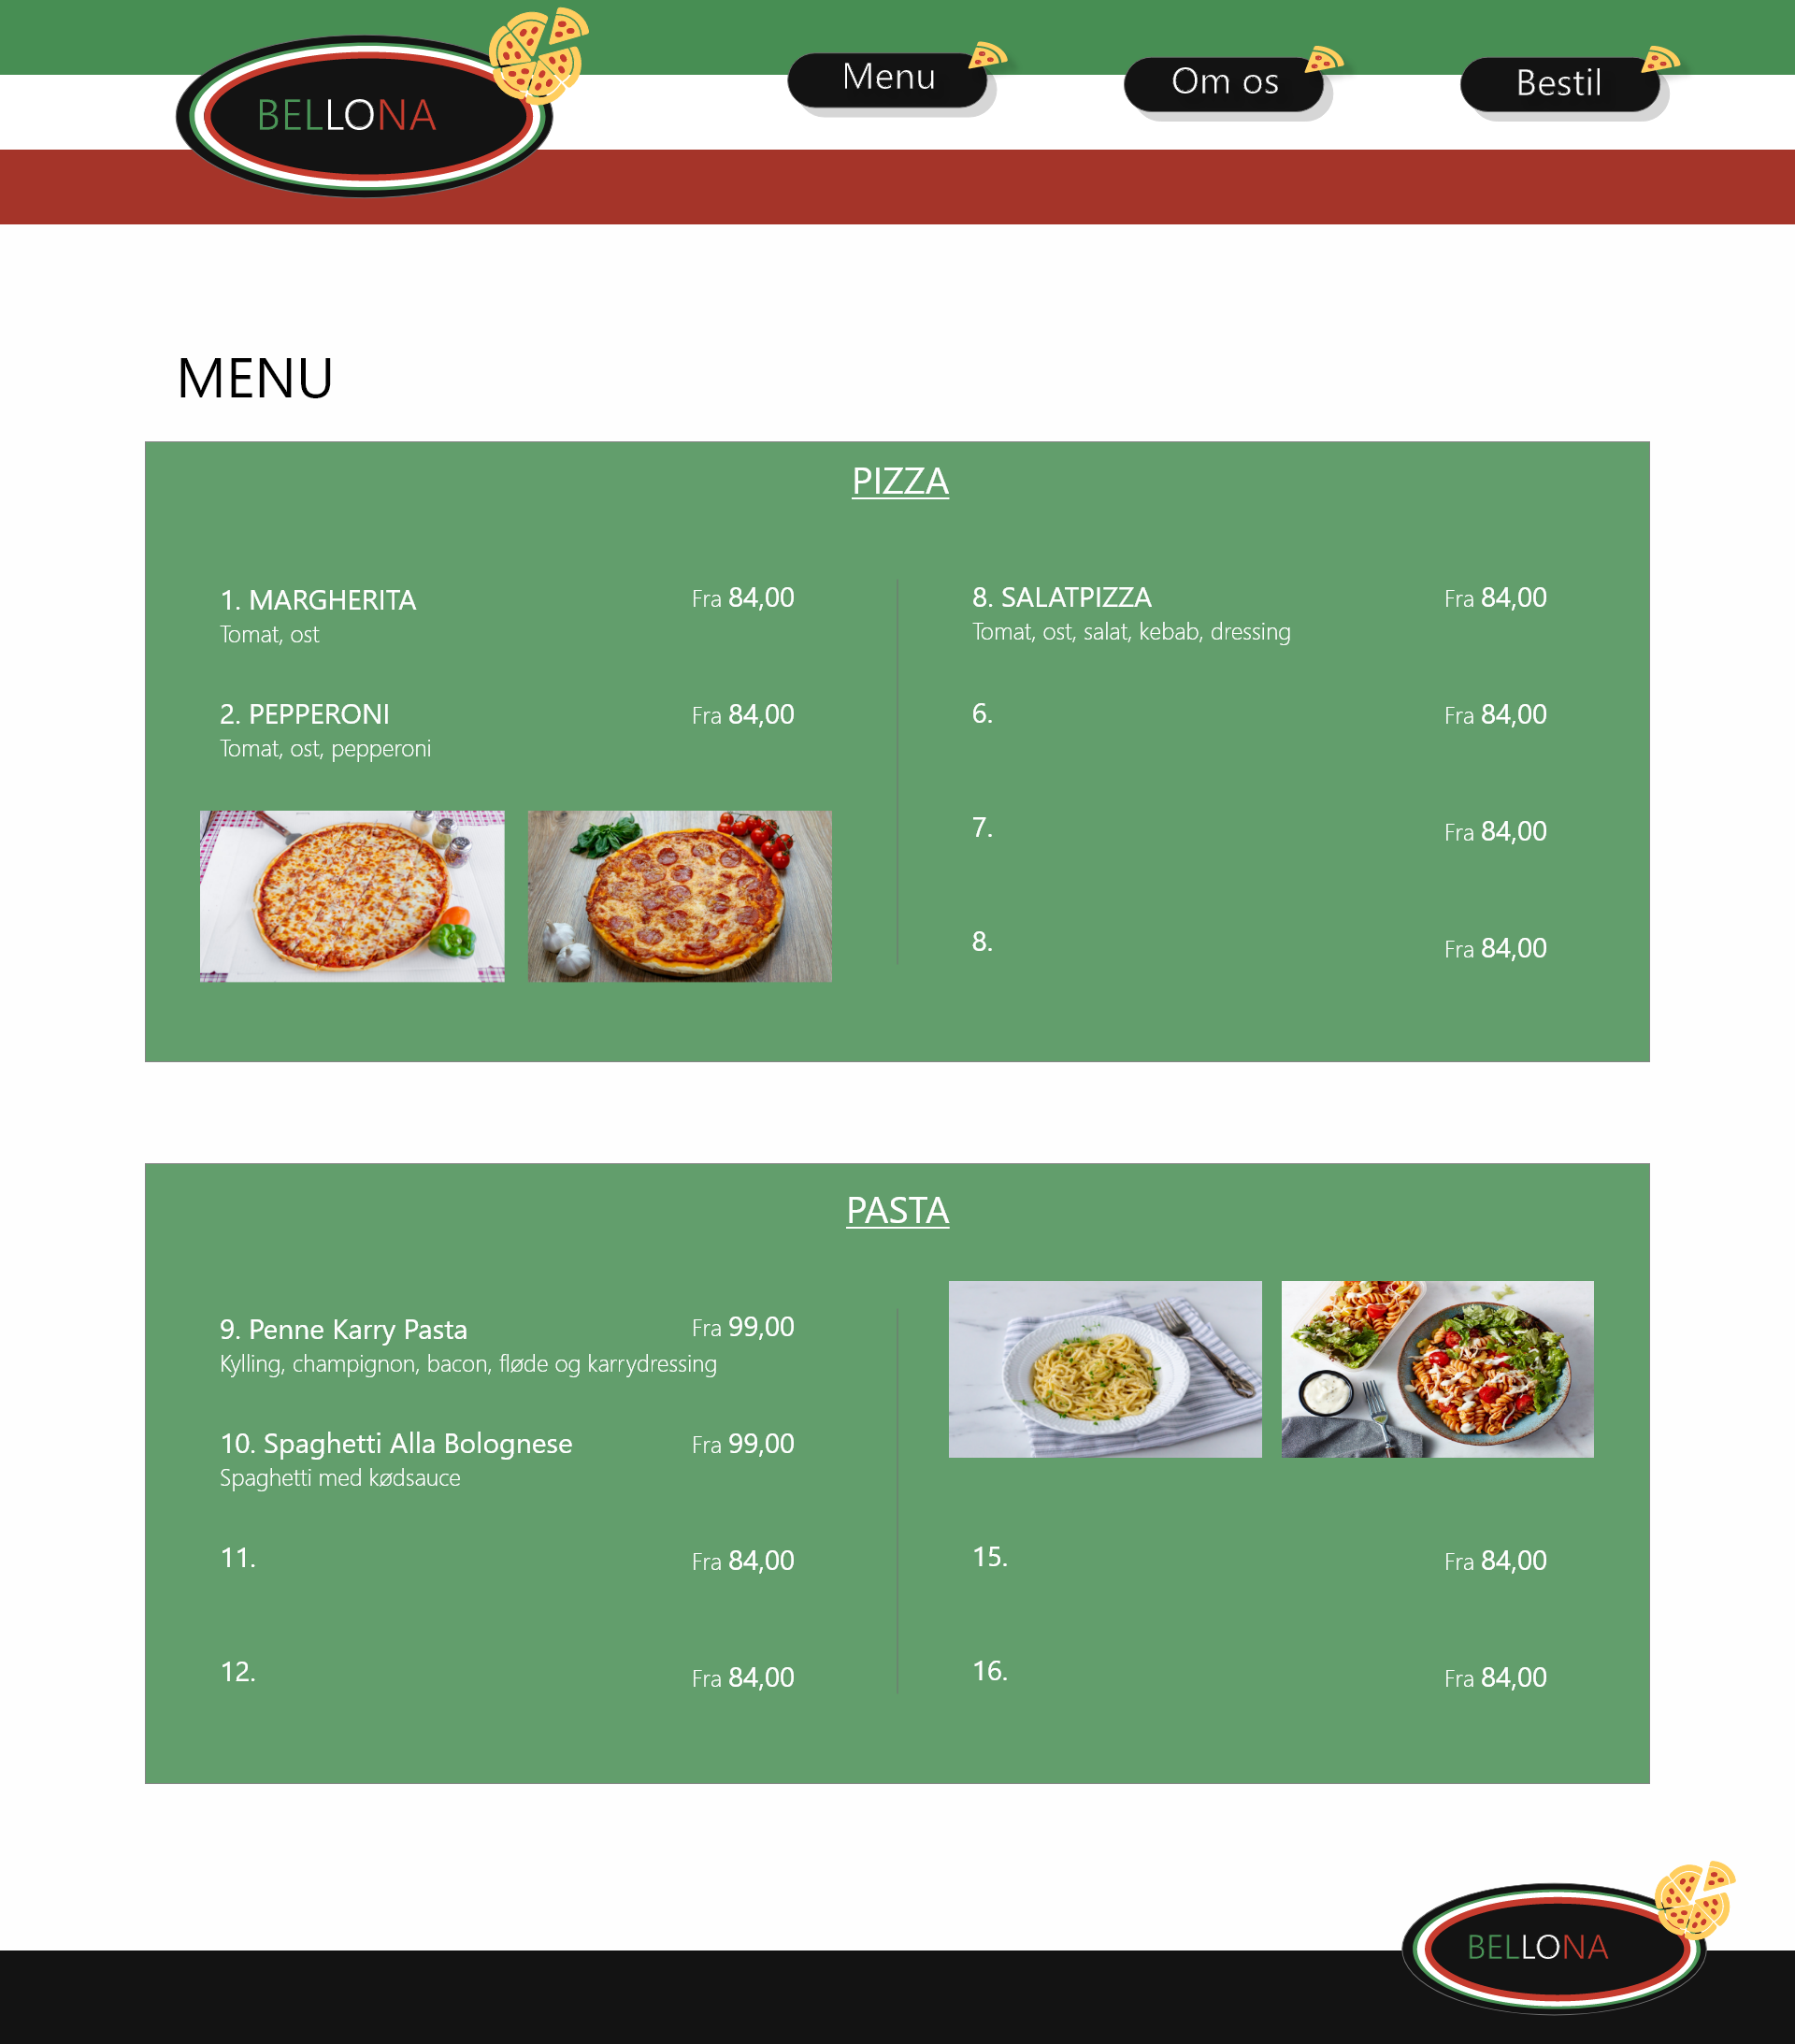 BELLONA
Menu
Om os
Bestil
MENU
PIZZA
1. MARGHERITA
Fra 84,00
Tomat, ost
2. PEPPERONI
Fra 84,00
Tomat, ost, pepperoni
8. SALATPIZZA
Fra 84,00
Tomat, ost, salat, kebab, dressing
6.
Fra 84,00
7.
Fra 84,00
8.
Fra 84,00
PASTA
9. Penne Karry Pasta
Fra 99,00
Kylling, champignon, bacon, fløde og karrydressing
10. Spaghetti Alla Bolognese
Fra 99,00
Spaghetti med kødsauce
11.
Fra 84,00
12.
Fra 84,00
15.
Fra 84,00
16.
Fra 84,00
BELLONA